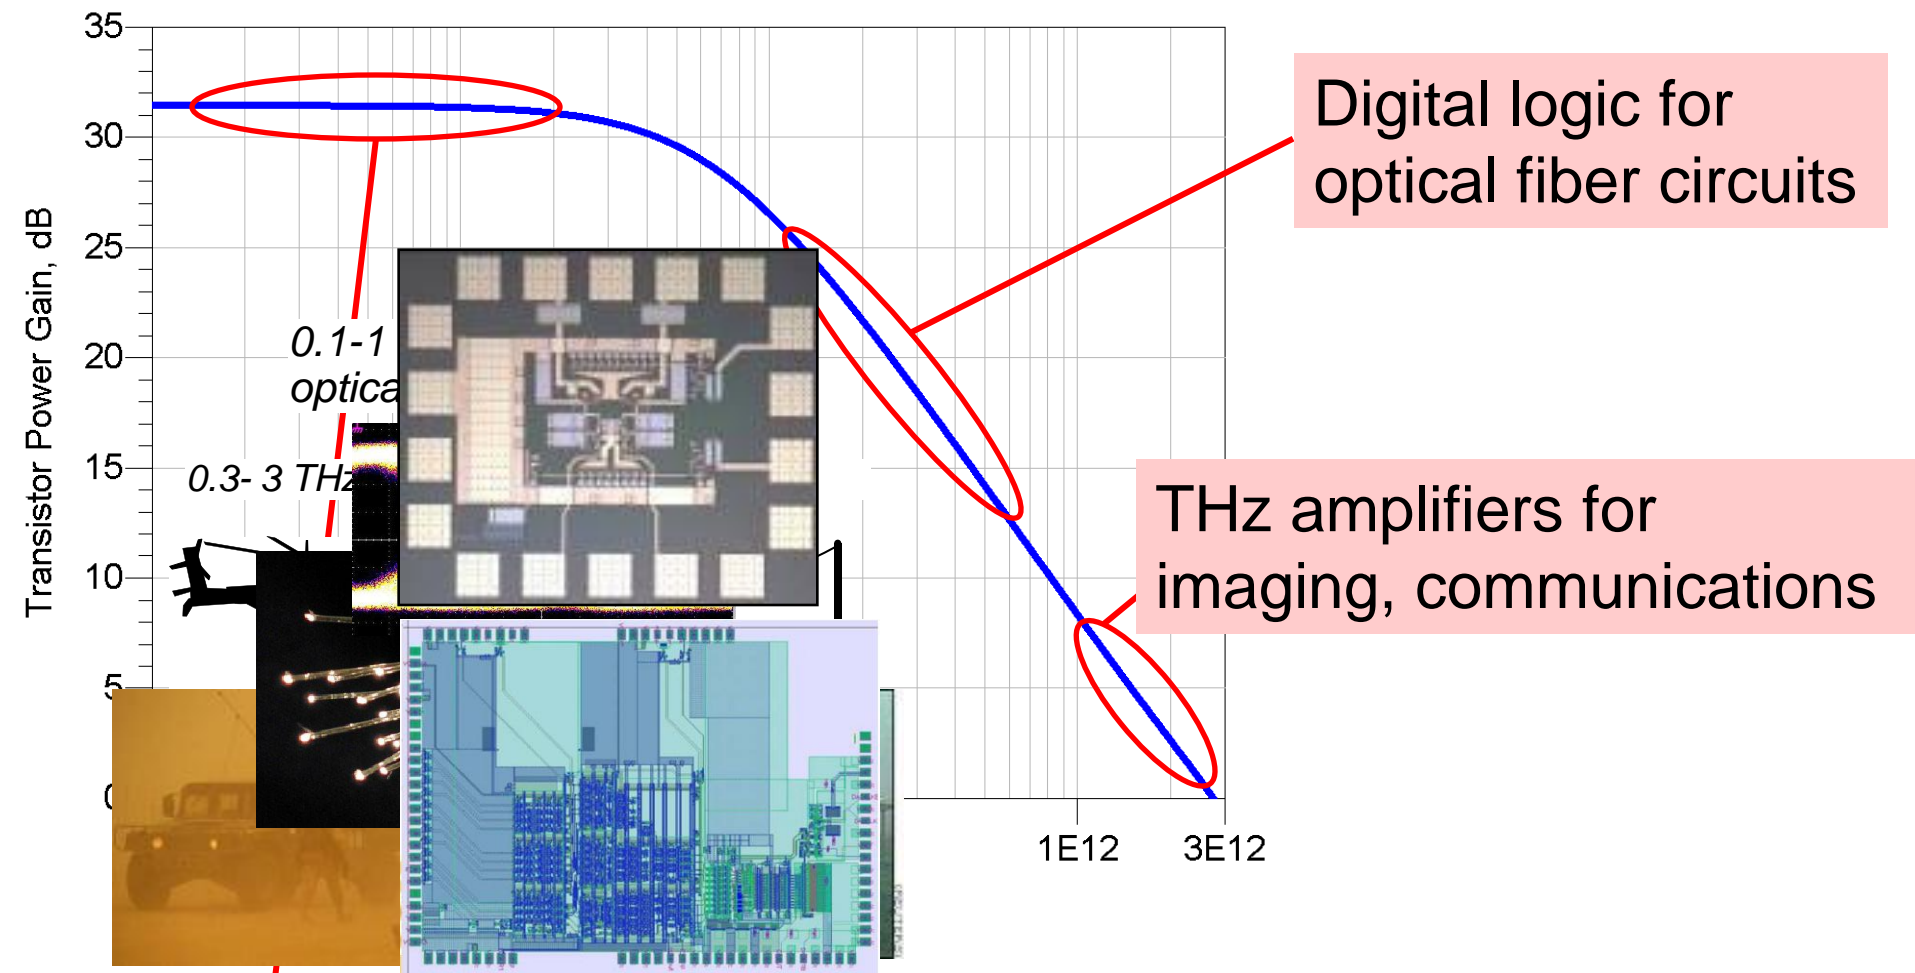 35
30
25
20
15
10
5
Transistor Power Gain, dB
Digital logic for
optical fiber circuits
0.1-1
0.3- 3 THz
THz amplifiers for
imaging, communications
1E12
3E12